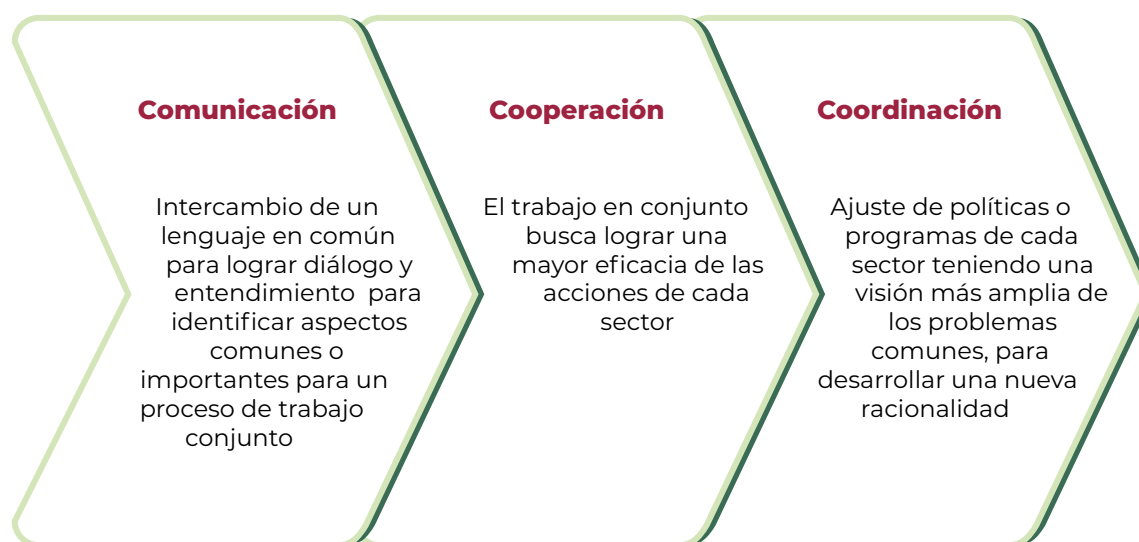 Comunicación
Intercambio de un
lenguaje en común
para lograr diálogo y
entendimiento  para
identificar aspectos
comunes o
importantes para un
proceso de trabajo
conjunto
Cooperación
El trabajo en conjunto
busca lograr una
mayor eficacia de las
acciones de cada
sector
Coordinación
Ajuste de políticas o
programas de cada
sector teniendo una
visión más amplia de
los problemas
comunes, para
desarrollar una nueva
racionalidad